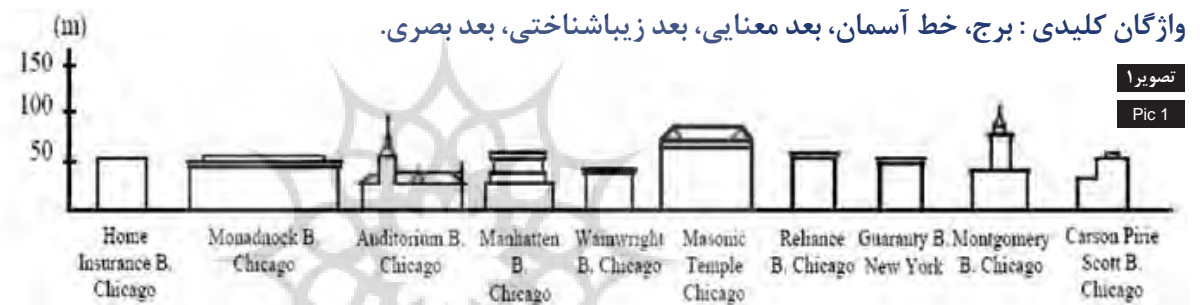 واژگان کلیدی : برج، خط آسمان، بعد معنایی، بعد زیباشناختی، بعد بصری.
تصویر۱
Pic 1
(m)
150
100
50
Home
Insurance B.
Chicago
Monadnock B.
Chicago
Auditorium B.
Chicago
Manhatten
B.
Chicago
Wainwright
B. Chicago
Masonic
Temple
Chicago
Reliance
B. Chicago
Guaranty B.
New York
Montgomery
B. Chicago
Carson Pirie
Scott B.
Chicago